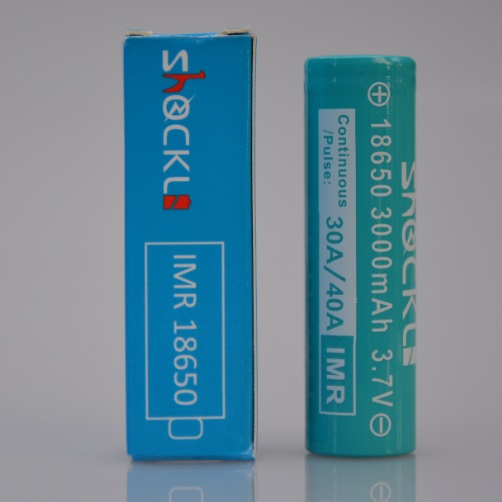 SHOCKLI
IMR 18650
Continuous
/Pulse:
30A/40A
IMR
⊕ 18650 3000mAh 3.7V ⊖
SHOCKLI